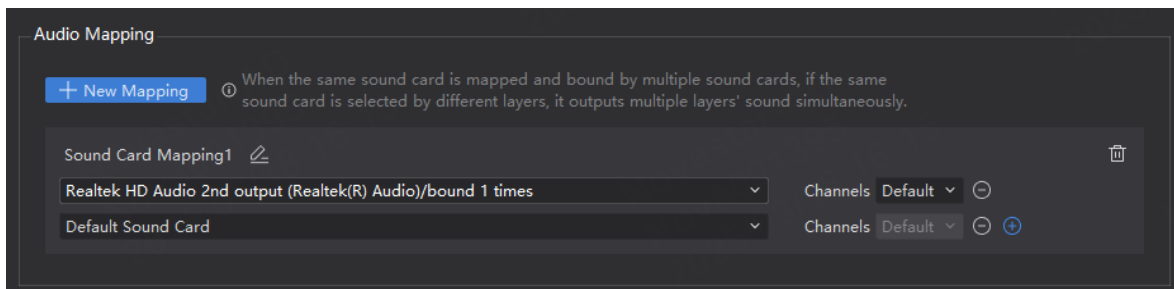 Audio Mapping
New Mapping
When the same sound card is mapped and bound by multiple sound cards, if the same
sound card is selected by different layers, it outputs multiple layers' sound simultaneously.
Sound Card Mapping1
Realtek HD Audio 2nd output (Realtek(R) Audio)/bound 1 times
Channels Default
Default Sound Card
Channels Default